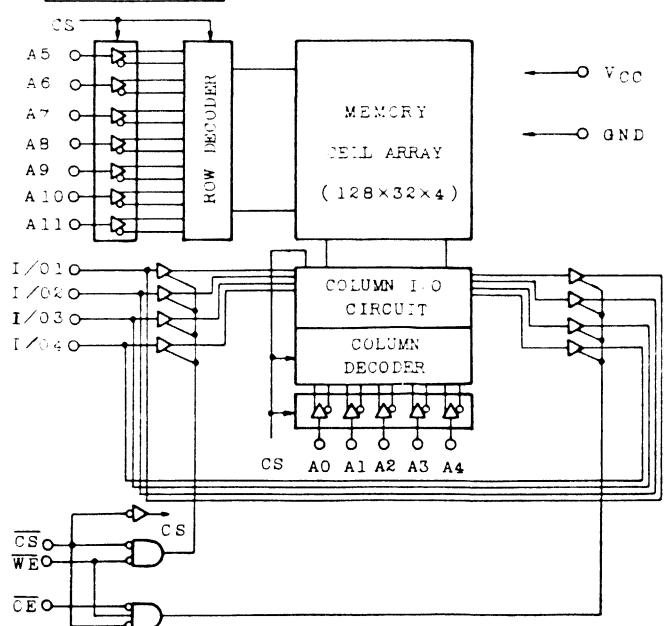 CS
A5
A6
A7
A8
A9
A10
A11
ROW DECODER
MEMORY
CELL ARRAY
(128×32×4)
VCC
GND
I/O1
I/O2
I/O3
I/O4
COLUMN I/O
CIRCUIT
COLUMN
DECODER
CS
A0 A1 A2 A3 A4
CS
CS
WE
OE